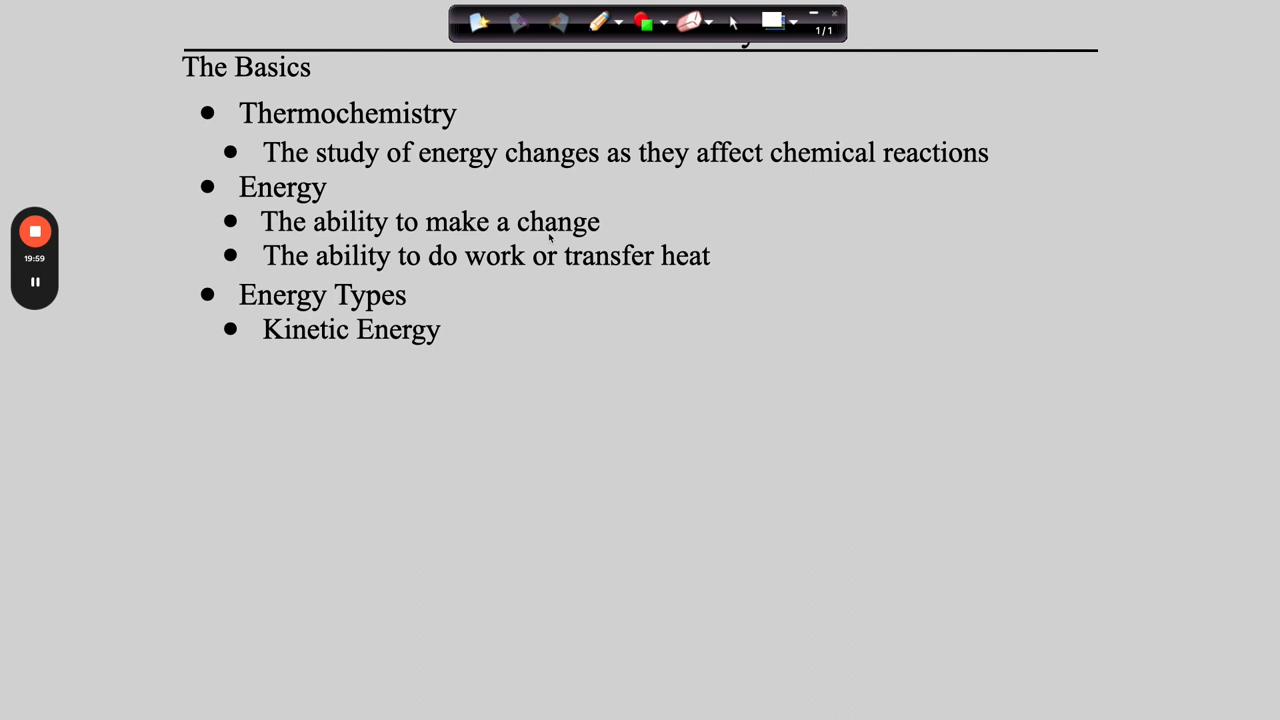 1/1
The Basics
Thermochemistry
The study of energy changes as they affect chemical reactions
Energy
The ability to make a change
19:59
The ability to do work or transfer heat
Energy Types
Kinetic Energy